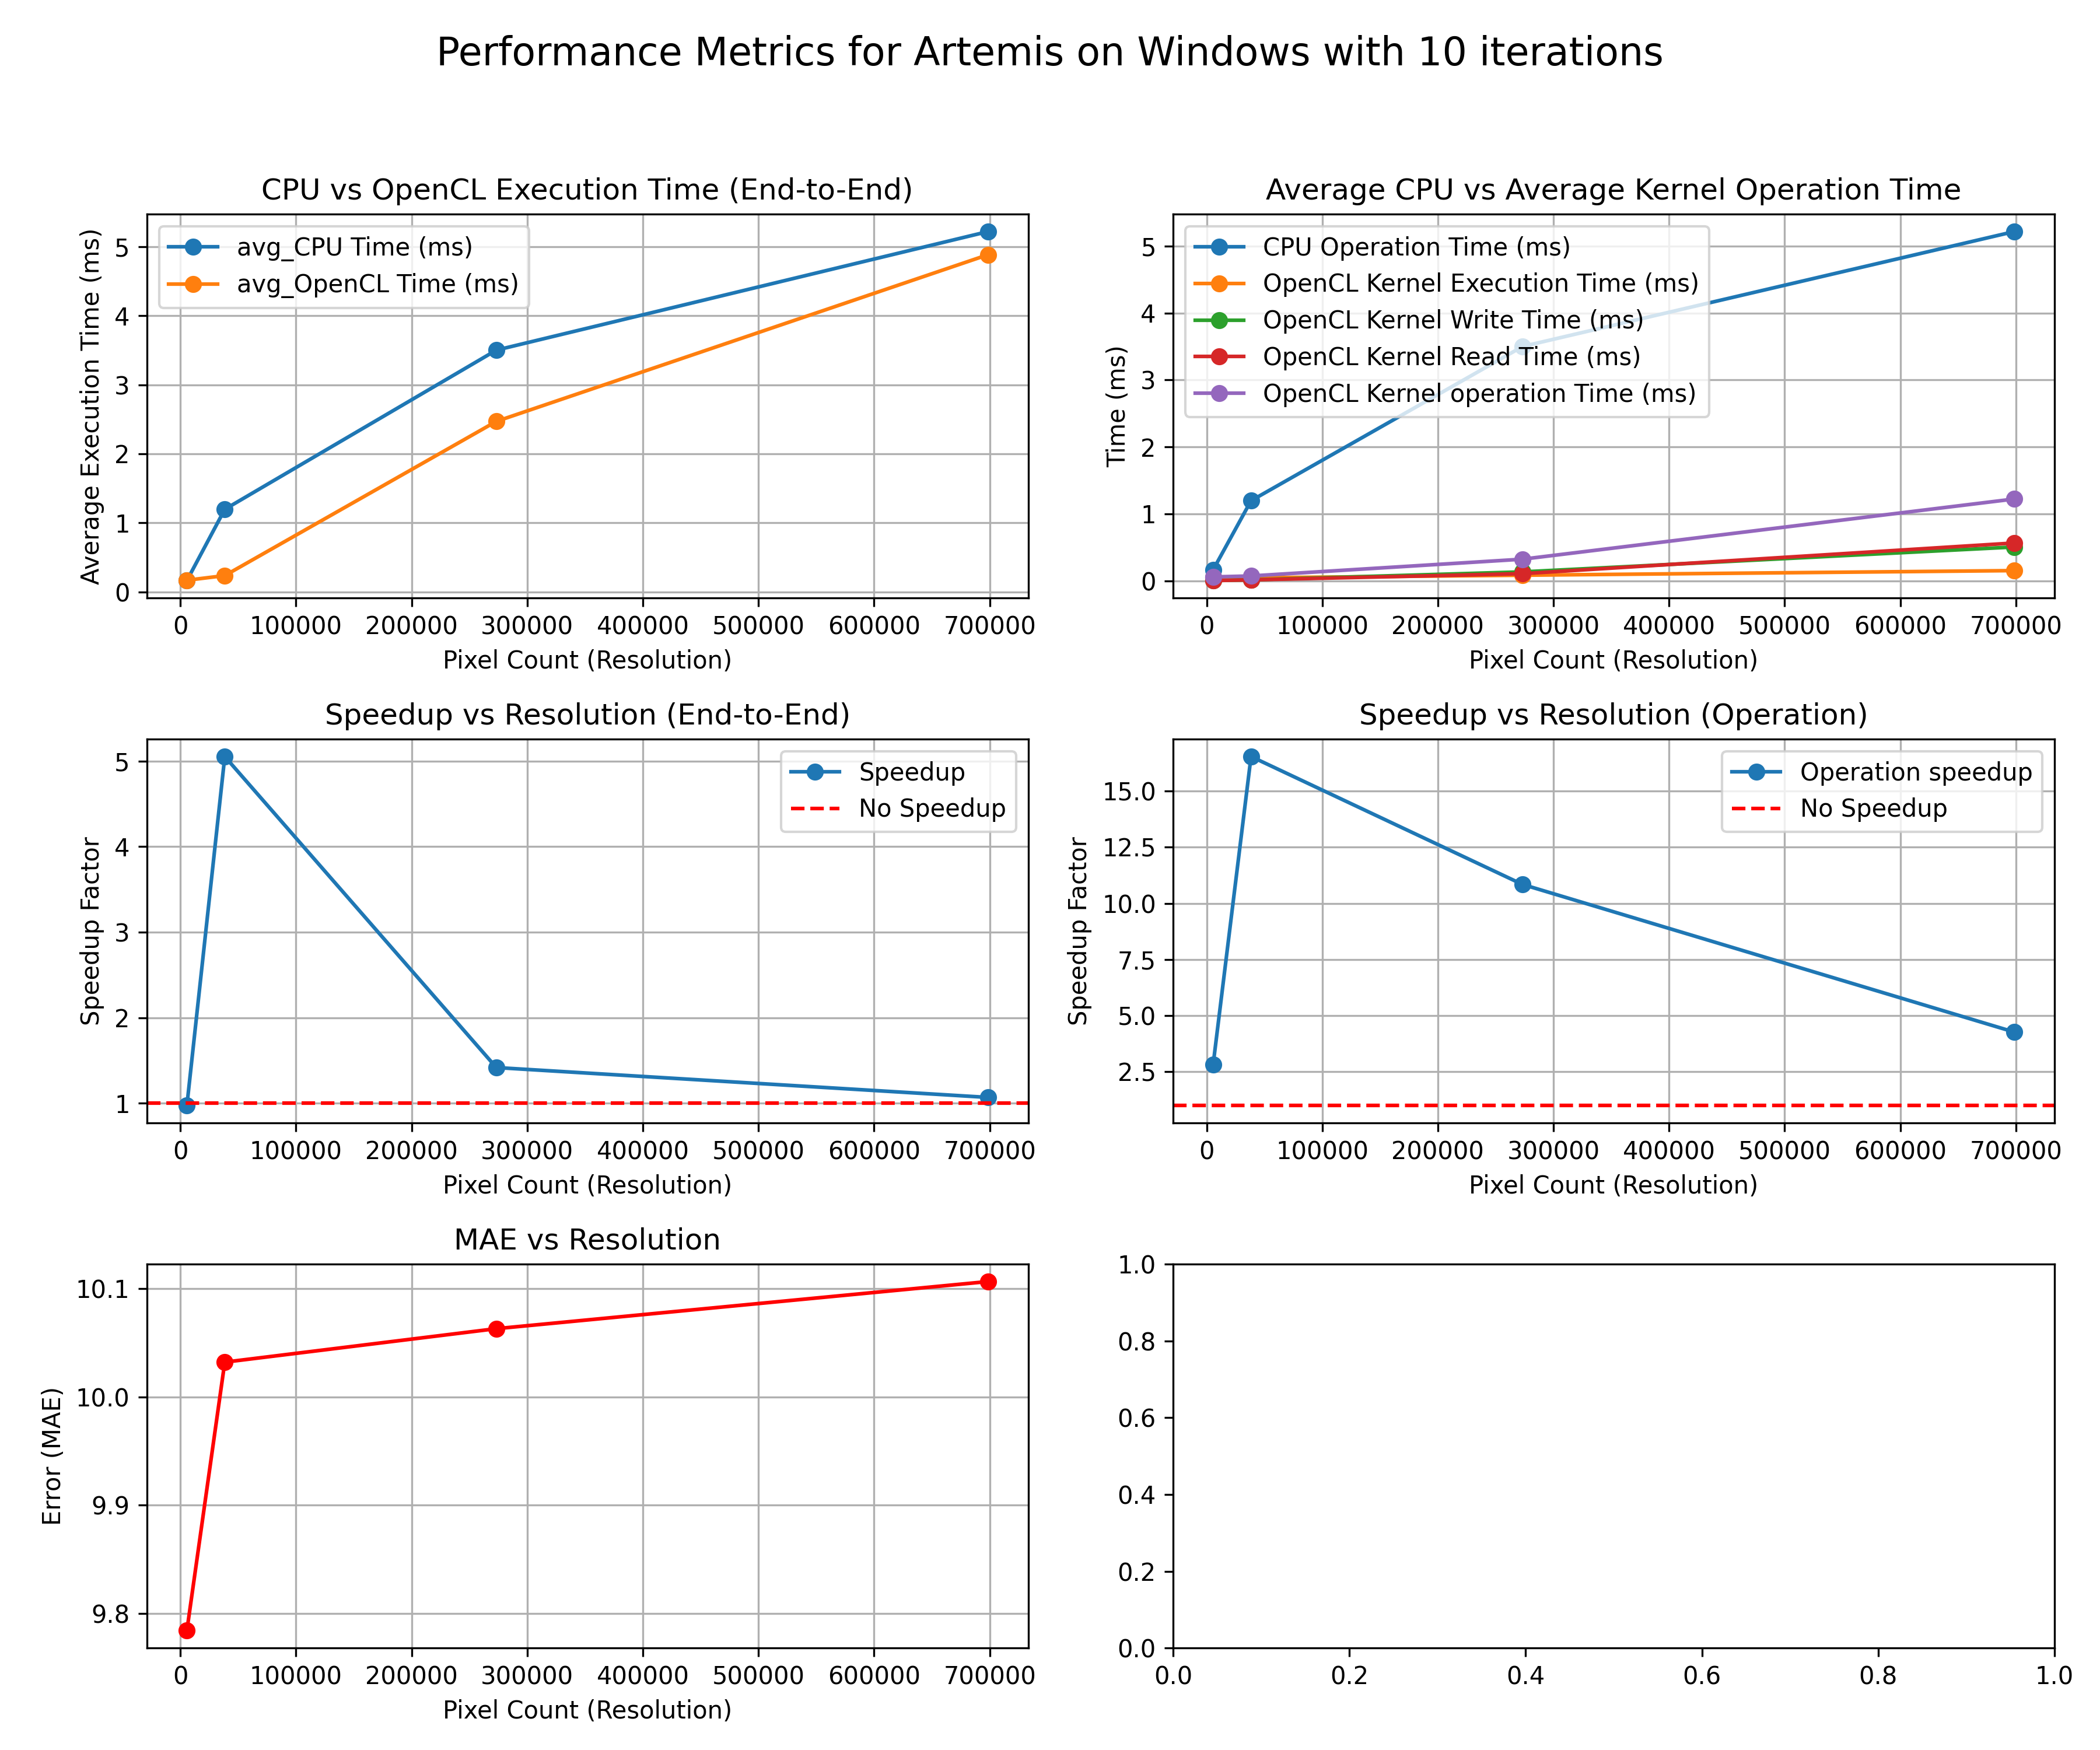 Performance Metrics for Artemis on Windows with 10 iterations
CPU vs OpenCL Execution Time (End-to-End)
Average Execution Time (ms)
5
4
3
2
1
0
avg_CPU Time (ms)
avg_OpenCL Time (ms)
0 100000 200000 300000 400000 500000 600000 700000
Pixel Count (Resolution)
Average CPU vs Average Kernel Operation Time
Time (ms)
5
4
3
2
1
0
CPU Operation Time (ms)
OpenCL Kernel Execution Time (ms)
OpenCL Kernel Write Time (ms)
OpenCL Kernel Read Time (ms)
OpenCL Kernel operation Time (ms)
0 100000 200000 300000 400000 500000 600000 700000
Pixel Count (Resolution)
Speedup vs Resolution (End-to-End)
Speedup Factor
5
4
3
2
1
Speedup
No Speedup
0 100000 200000 300000 400000 500000 600000 700000
Pixel Count (Resolution)
Speedup vs Resolution (Operation)
Speedup Factor
15.0
12.5
10.0
7.5
5.0
2.5
Operation speedup
No Speedup
0 100000 200000 300000 400000 500000 600000 700000
Pixel Count (Resolution)
MAE vs Resolution
Error (MAE)
10.1
10.0
9.9
9.8
0 100000 200000 300000 400000 500000 600000 700000
Pixel Count (Resolution)
1.0
0.8
0.6
0.4
0.2
0.0
0.0 0.2 0.4 0.6 0.8 1.0